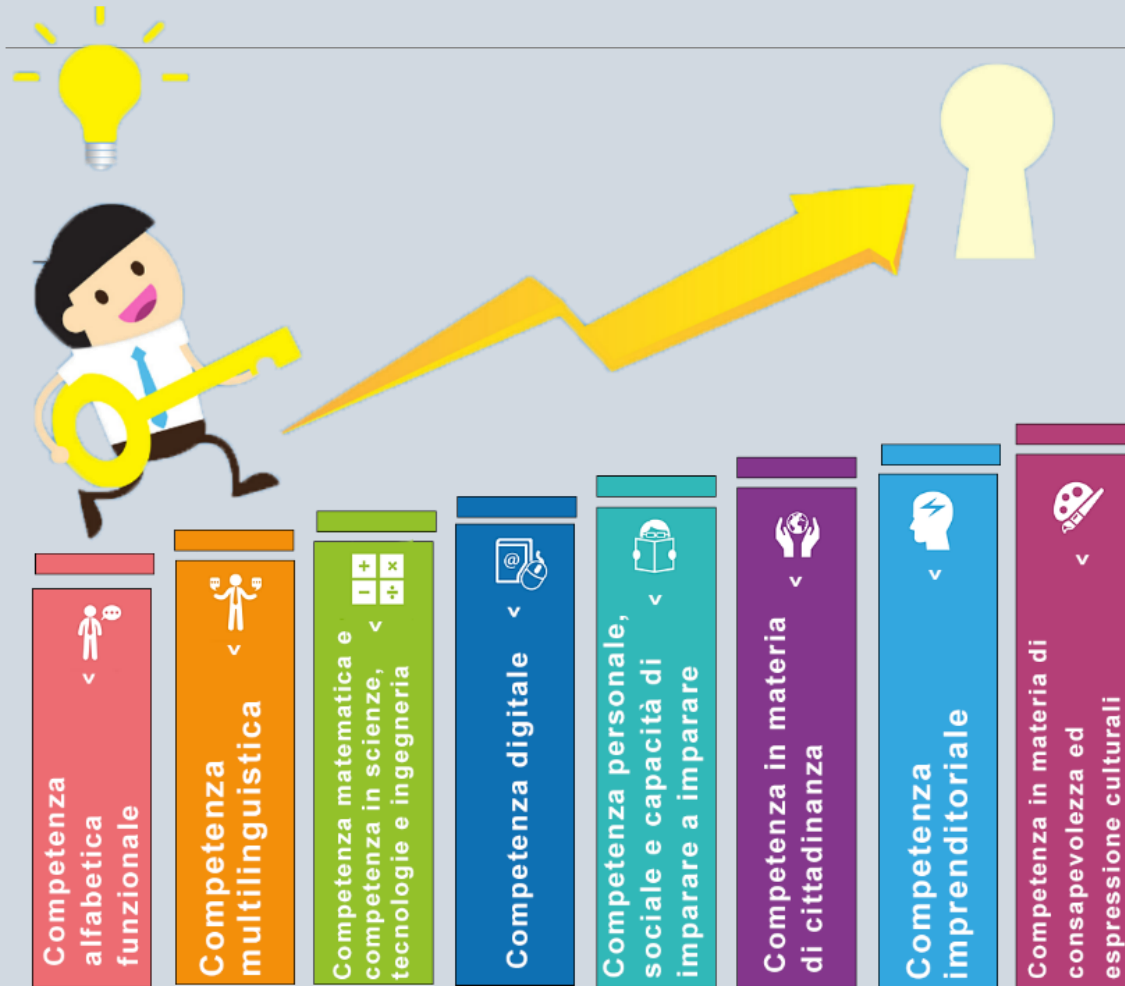 Competenza
alfabetica
funzionale
Competenza
multilinguistica
Competenza matematica e
competenza in scienze,
tecnologie e ingegneria
@
Competenza digitale
Competenza personale,
sociale e capacità di
imparare a imparare
Competenza in materia
di cittadinanza
Competenza
imprenditoriale
Competenza in materia di
consapevolezza ed
espressione culturali